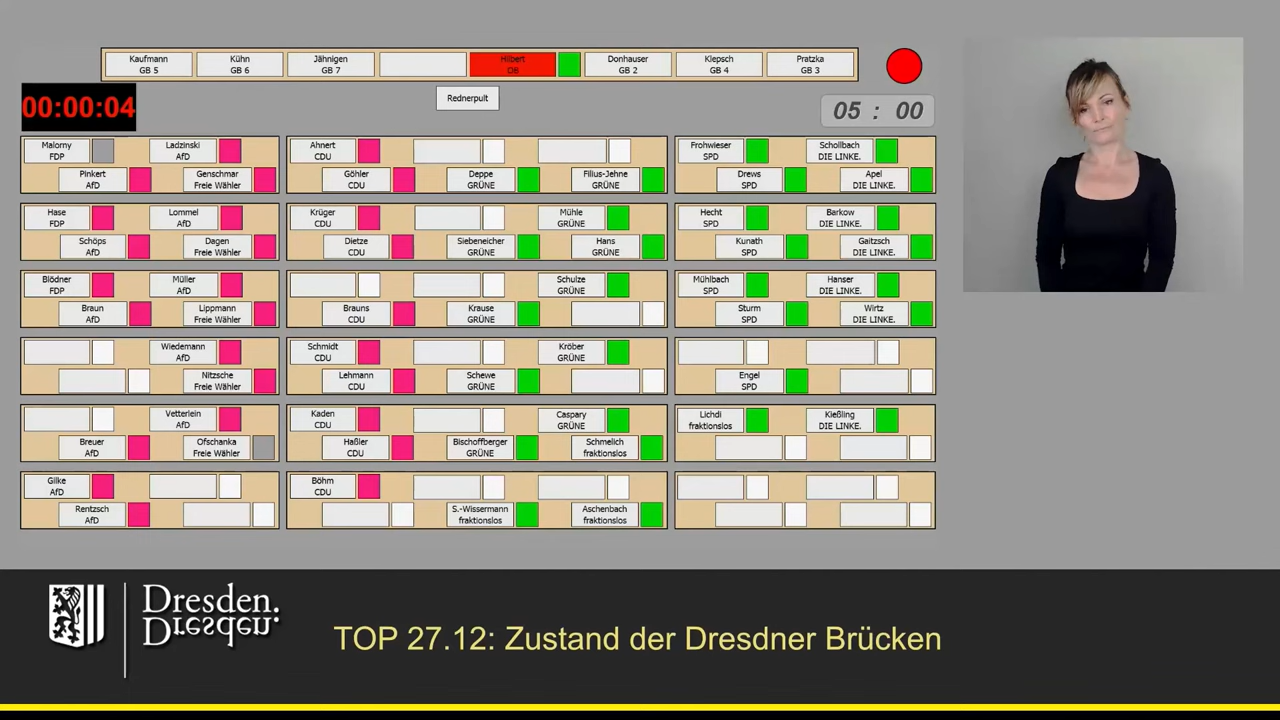 Kaufmann
GB 5
Kühn
GB 6
Jähnigen
GB 7
Hilbert
OB
Donhauser
GB 2
Klepsch
GB 4
Pratzka
GB 3
00:00:04
Rednerpult
05 : 00
Malorny
FDP
Ladzinski
AfD
Pinkert
AfD
Genschmar
Freie Wähler
Ahnert
CDU
Göhler
CDU
Deppe
GRÜNE
Filius-Jehne
GRÜNE
Frohwieser
SPD
Schollbach
DIE LINKE.
Drews
SPD
Apel
DIE LINKE.
Hase
FDP
Lommel
AfD
Schöps
AfD
Dagen
Freie Wähler
Krüger
CDU
Mühle
GRÜNE
Dietze
CDU
Siebeneicher
GRÜNE
Hans
GRÜNE
Hecht
SPD
Barkow
DIE LINKE.
Kunath
SPD
Gaitzsch
DIE LINKE.
Blödner
FDP
Müller
AfD
Braun
AfD
Lippmann
Freie Wähler
Schulze
GRÜNE
Brauns
CDU
Krause
GRÜNE
Mühlbach
SPD
Hanser
DIE LINKE.
Sturm
SPD
Wirtz
DIE LINKE.
Wiedemann
AfD
Nitzsche
Freie Wähler
Schmidt
CDU
Kröber
GRÜNE
Lehmann
CDU
Schewe
GRÜNE
Engel
SPD
Vetterlein
AfD
Breuer
AfD
Ofschanka
Freie Wähler
Kaden
CDU
Caspary
GRÜNE
Haßler
CDU
Bischoffberger
GRÜNE
Schmelich
fraktionslos
Lichdi
fraktionslos
Kießling
DIE LINKE.
Gilke
AfD
Rentzsch
AfD
Böhm
CDU
S.-Wissermann
fraktionslos
Aschenbach
fraktionslos
Dresden.
Dresden.
TOP 27.12: Zustand der Dresdner Brücken